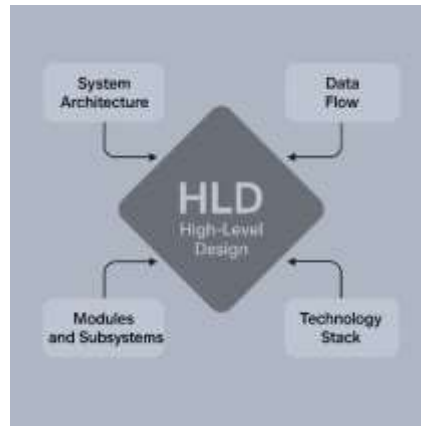 System
Architecture
Data
Flow
HLD
High-Level
Design
Modules
and Subsystems
Technology
Stack